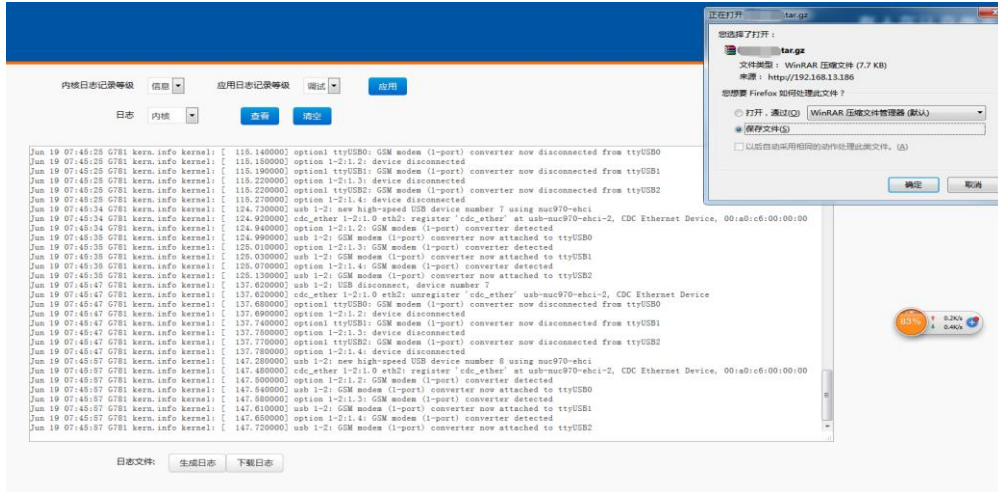 正在打开 tar.gz
您选择了打开：
tar.gz
文件类型： WinRAR 压缩文件 (7.7 KB)
来源： http://192.168.13.186
您想要 Firefox 如何处理此文件？
打开，通过(O) WinRAR 压缩文件管理器 (默认)
保存文件(S)
以后自动采用相同的动作处理此类文件。(A)
确定 取消
内核日志记录等级 信息 应用日志记录等级 调试 应用
日志 内核 查看 清空
Jun 19 07:45:25 G781 kern.info kernel: [ 115.140000] option1 ttyUSB0: GSM modem (1-port) converter now disconnected from ttyUSB0
Jun 19 07:45:25 G781 kern.info kernel: [ 115.150000] option 1-2:1.2: device disconnected
Jun 19 07:45:25 G781 kern.info kernel: [ 115.190000] option1 ttyUSB1: GSM modem (1-port) converter now disconnected from ttyUSB1
Jun 19 07:45:25 G781 kern.info kernel: [ 115.220000] option 1-2:1.3: device disconnected
Jun 19 07:45:25 G781 kern.info kernel: [ 115.220000] option1 ttyUSB2: GSM modem (1-port) converter now disconnected from ttyUSB2
Jun 19 07:45:25 G781 kern.info kernel: [ 115.270000] option 1-2:1.4: device disconnected
Jun 19 07:45:34 G781 kern.info kernel: [ 124.730000] usb 1-2: new high-speed USB device number 7 using nuc970-ehci
Jun 19 07:45:34 G781 kern.info kernel: [ 124.920000] cdc_ether 1-2:1.0 eth2: register 'cdc_ether' at usb-nuc970-ehci-2, CDC Ethernet Device, 00:a0:c6:00:00:00
Jun 19 07:45:34 G781 kern.info kernel: [ 124.940000] option 1-2:1.2: GSM modem (1-port) converter detected
Jun 19 07:45:35 G781 kern.info kernel: [ 124.990000] usb 1-2: GSM modem (1-port) converter now attached to ttyUSB0
Jun 19 07:45:35 G781 kern.info kernel: [ 125.010000] option 1-2:1.3: GSM modem (1-port) converter detected
Jun 19 07:45:35 G781 kern.info kernel: [ 125.030000] usb 1-2: GSM modem (1-port) converter now attached to ttyUSB1
Jun 19 07:45:35 G781 kern.info kernel: [ 125.070000] option 1-2:1.4: GSM modem (1-port) converter detected
Jun 19 07:45:35 G781 kern.info kernel: [ 125.130000] usb 1-2: GSM modem (1-port) converter now attached to ttyUSB2
Jun 19 07:45:47 G781 kern.info kernel: [ 137.620000] usb 1-2: USB disconnect, device number 7
Jun 19 07:45:47 G781 kern.info kernel: [ 137.620000] cdc_ether 1-2:1.0 eth2: unregister 'cdc_ether' usb-nuc970-ehci-2, CDC Ethernet Device
Jun 19 07:45:47 G781 kern.info kernel: [ 137.680000] option1 ttyUSB0: GSM modem (1-port) converter now disconnected from ttyUSB0
Jun 19 07:45:47 G781 kern.info kernel: [ 137.690000] option 1-2:1.2: device disconnected
Jun 19 07:45:47 G781 kern.info kernel: [ 137.740000] option1 ttyUSB1: GSM modem (1-port) converter now disconnected from ttyUSB1
Jun 19 07:45:47 G781 kern.info kernel: [ 137.750000] option 1-2:1.3: device disconnected
Jun 19 07:45:47 G781 kern.info kernel: [ 137.770000] option1 ttyUSB2: GSM modem (1-port) converter now disconnected from ttyUSB2
Jun 19 07:45:47 G781 kern.info kernel: [ 137.780000] option 1-2:1.4: device disconnected
Jun 19 07:45:57 G781 kern.info kernel: [ 147.280000] usb 1-2: new high-speed USB device number 8 using nuc970-ehci
Jun 19 07:45:57 G781 kern.info kernel: [ 147.480000] cdc_ether 1-2:1.0 eth2: register 'cdc_ether' at usb-nuc970-ehci-2, CDC Ethernet Device, 00:a0:c6:00:00:00
Jun 19 07:45:57 G781 kern.info kernel: [ 147.500000] option 1-2:1.2: GSM modem (1-port) converter detected
Jun 19 07:45:57 G781 kern.info kernel: [ 147.540000] usb 1-2: GSM modem (1-port) converter now attached to ttyUSB0
Jun 19 07:45:57 G781 kern.info kernel: [ 147.580000] option 1-2:1.3: GSM modem (1-port) converter detected
Jun 19 07:45:57 G781 kern.info kernel: [ 147.610000] usb 1-2: GSM modem (1-port) converter now attached to ttyUSB1
Jun 19 07:45:57 G781 kern.info kernel: [ 147.650000] option 1-2:1.4: GSM modem (1-port) converter detected
Jun 19 07:45:57 G781 kern.info kernel: [ 147.720000] usb 1-2: GSM modem (1-port) converter now attached to ttyUSB2
83% 0.2K/s
0.4K/s
日志文件: 生成日志 下载日志